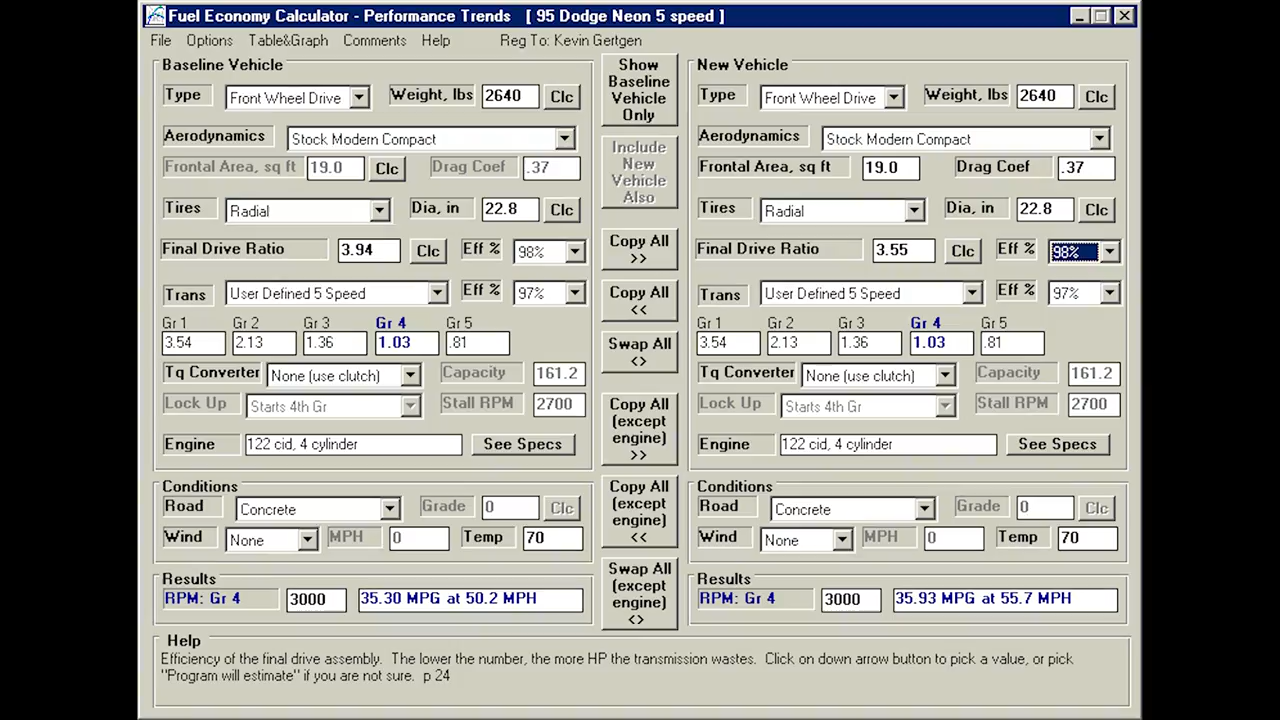 Fuel Economy Calculator - Performance Trends [ 95 Dodge Neon 5 speed ]
File Options Table&Graph Comments Help Reg To: Kevin Gertgen
Baseline Vehicle
Type Front Wheel Drive Weight, lbs 2640 Clc
Aerodynamics Stock Modern Compact
Frontal Area, sq ft 19.0 Clc Drag Coef .37
Tires Radial Dia, in 22.8 Clc
Final Drive Ratio 3.94 Clc Eff % 98%
Trans User Defined 5 Speed Eff % 97%
Gr 1 Gr 2 Gr 3 Gr 4 Gr 5
3.54 2.13 1.36 1.03 .81
Tq Converter None (use clutch) Capacity 161.2
Lock Up Starts 4th Gr Stall RPM 2700
Engine 122 cid, 4 cylinder See Specs
Conditions
Road Concrete Grade 0 Clc
Wind None MPH 0 Temp 70
Results
RPM: Gr 4 3000 35.30 MPG at 50.2 MPH
Show
Baseline
Vehicle
Only
Include
New
Vehicle
Also
Copy All
>>
Copy All
<<
Swap All
<>
Copy All
(except
engine)
>>
Copy All
(except
engine)
<<
Swap All
(except
engine)
<>
New Vehicle
Type Front Wheel Drive Weight, lbs 2640 Clc
Aerodynamics Stock Modern Compact
Frontal Area, sq ft 19.0 Drag Coef .37
Tires Radial Dia, in 22.8 Clc
Final Drive Ratio 3.55 Clc Eff % 98%
Trans User Defined 5 Speed Eff % 97%
Gr 1 Gr 2 Gr 3 Gr 4 Gr 5
3.54 2.13 1.36 1.03 .81
Tq Converter None (use clutch) Capacity 161.2
Lock Up Starts 4th Gr Stall RPM 2700
Engine 122 cid, 4 cylinder See Specs
Conditions
Road Concrete Grade 0 Clc
Wind None MPH 0 Temp 70
Results
RPM: Gr 4 3000 35.93 MPG at 55.7 MPH
Help
Efficiency of the final drive assembly. The lower the number, the more HP the transmission wastes. Click on down arrow button to pick a value, or pick
"Program will estimate" if you are not sure. p 24